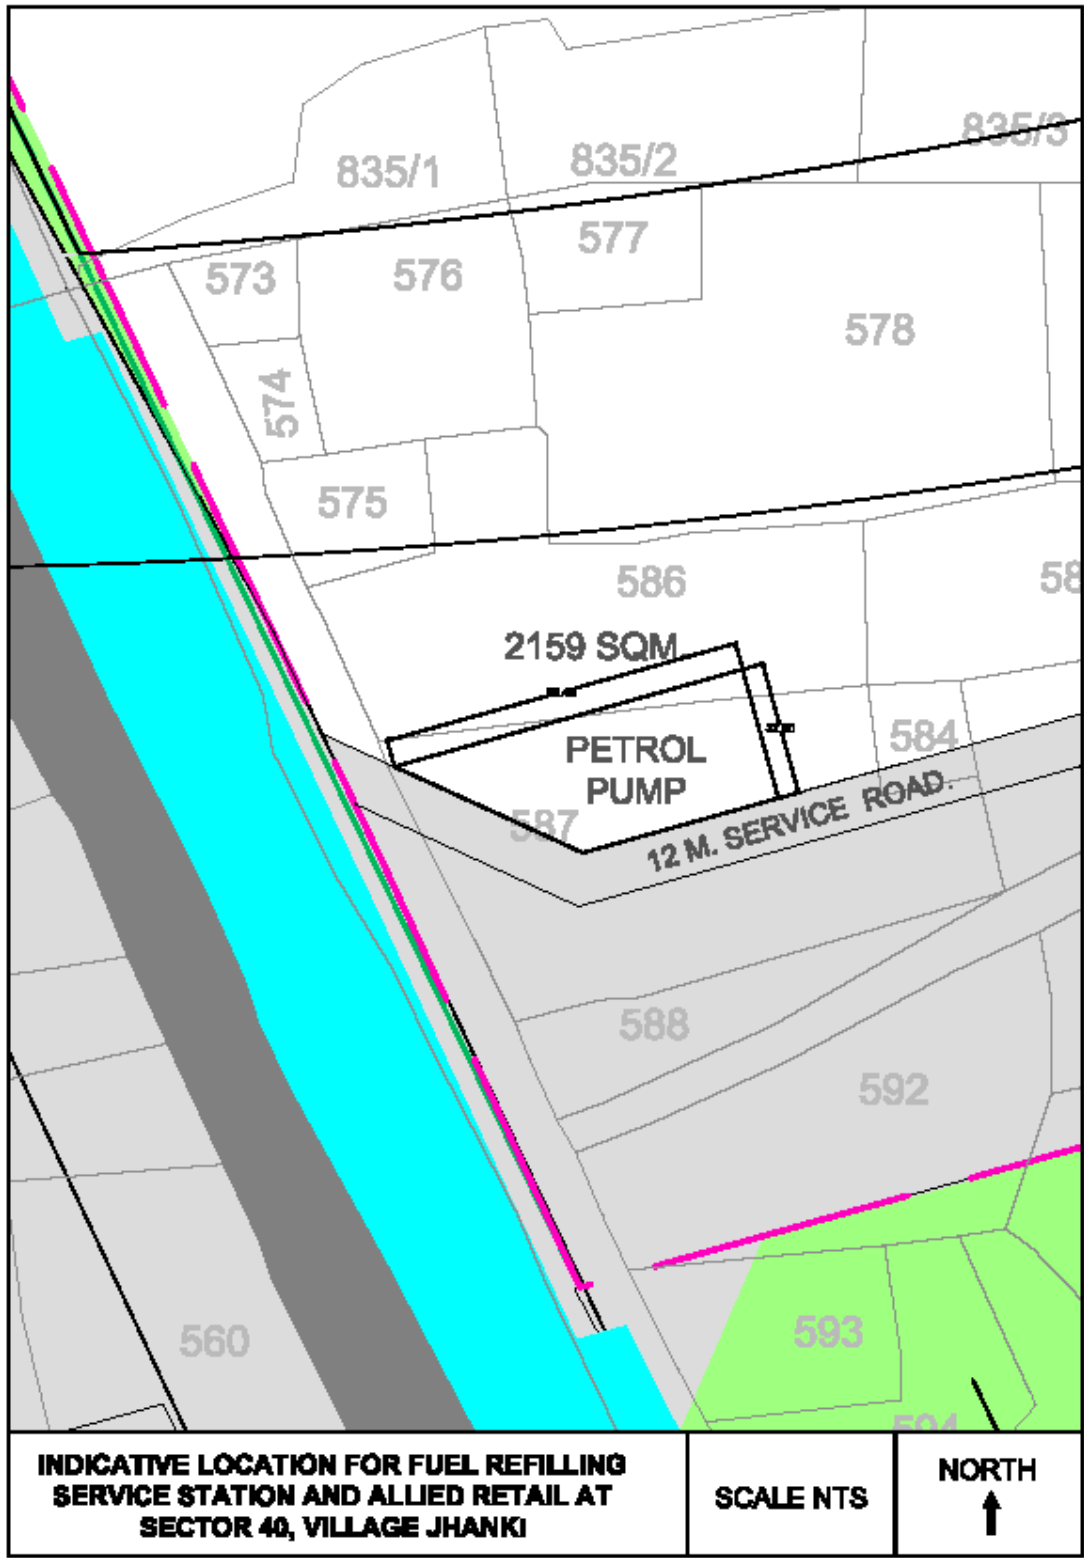 835/3
835/1
835/2
577
573
576
578
574
575
586
58
2159 SQM
584
PETROL
PUMP
587
12 M. SERVICE ROAD.
588
592
593
560
594
INDICATIVE LOCATION FOR FUEL REFILLING
SERVICE STATION AND ALLIED RETAIL AT
SECTOR 40, VILLAGE JHANKI
SCALE NTS
NORTH